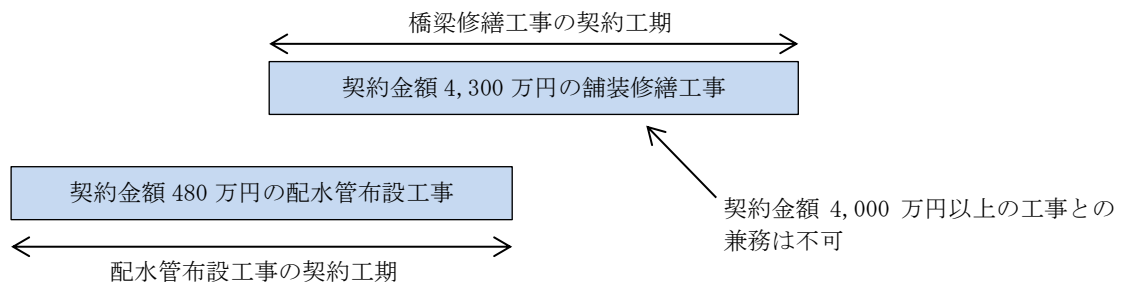 橋梁修繕工事の契約工期
契約金額 4,300 万円の舗装修繕工事
契約金額 480 万円の配水管布設工事
契約金額 4,000 万円以上の工事との
兼務は不可
配水管布設工事の契約工期